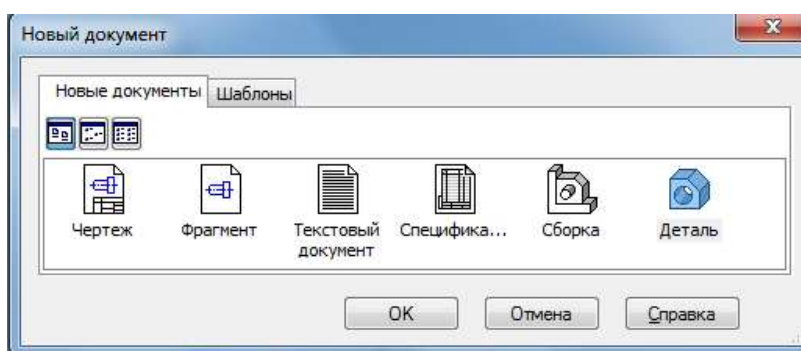 Новый документ
Новые документы Шаблоны
Чертеж Фрагмент Текстовый документ Специфика... Сборка Деталь
OK Отмена Справка